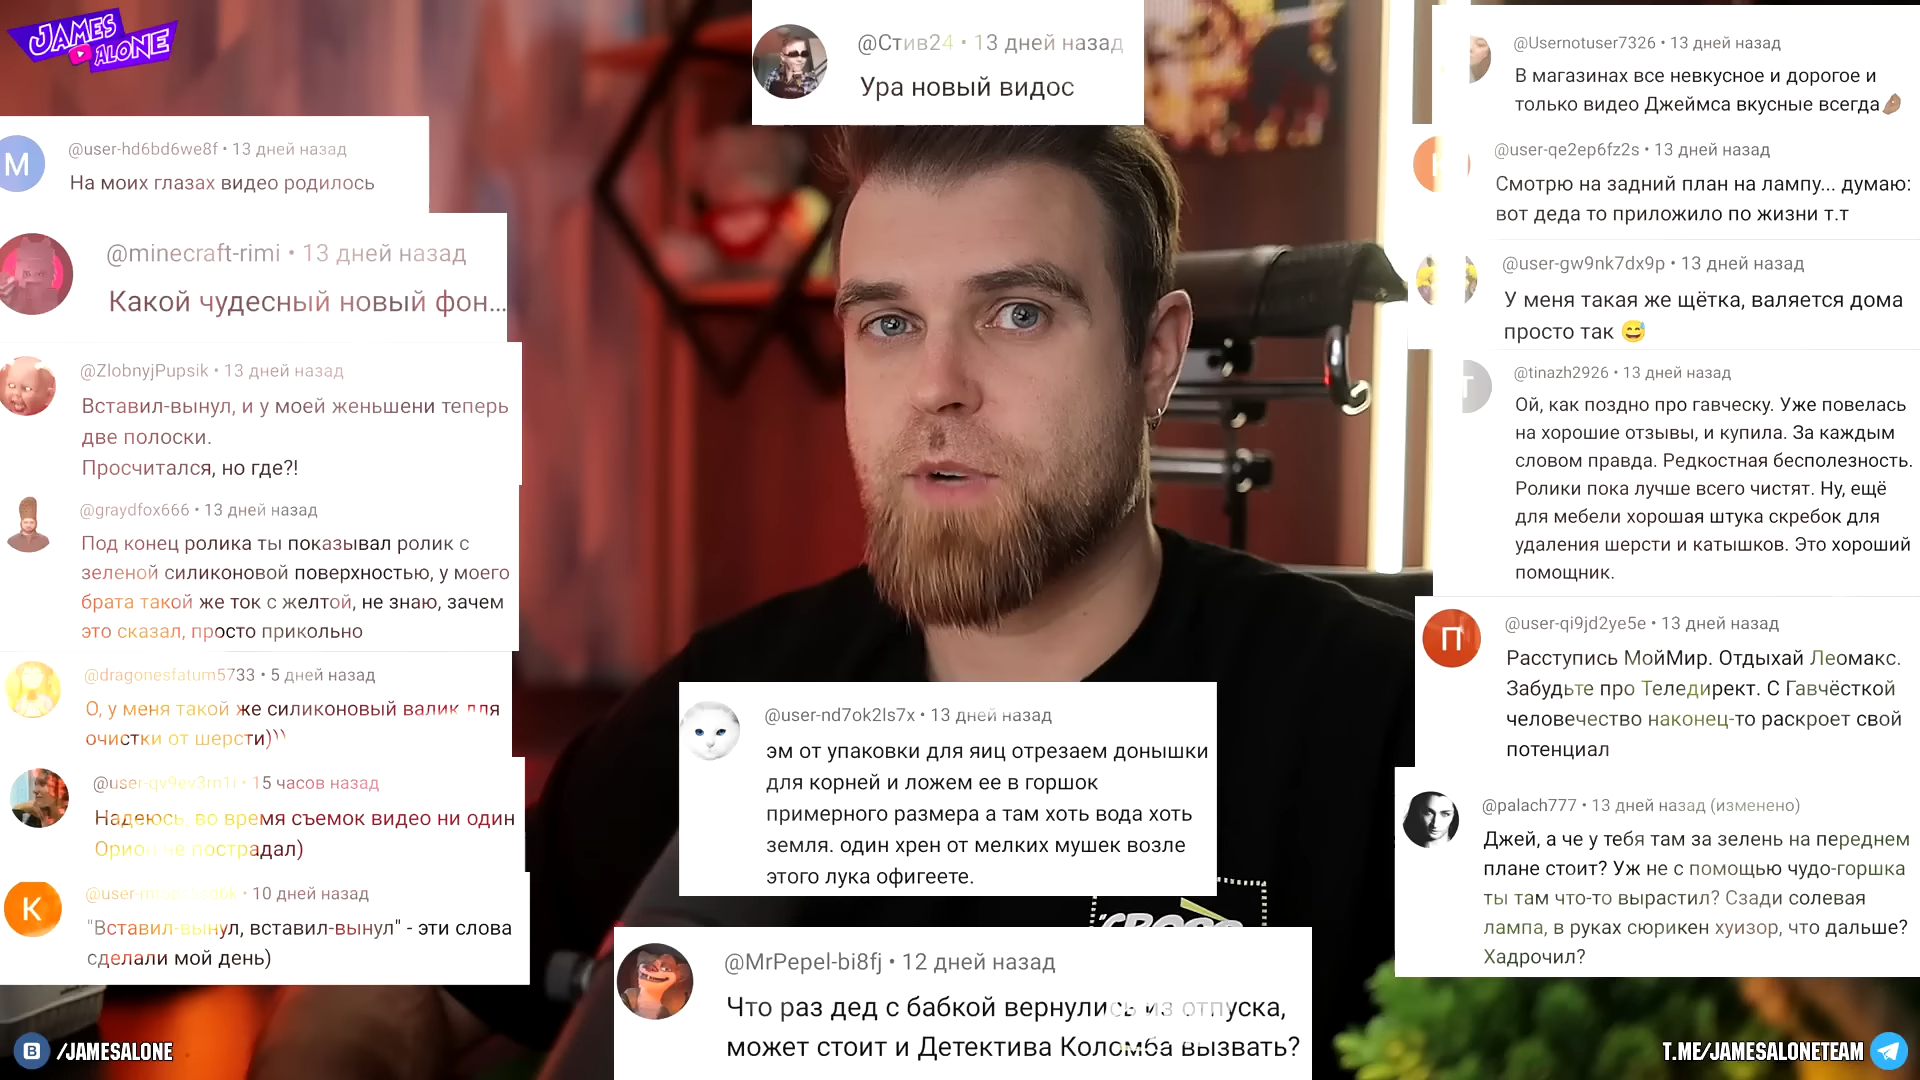 JAMES
ALONE
@Стив24 • 13 дней назад
Ура новый видос
@user-hd6bd6we8f • 13 дней назад
На моих глазах видео родилось
@minecraft-rimi • 13 дней назад
Какой чудесный новый фон...
@ZlobnyjPupsik • 13 дней назад
Вставил-вынул, и у моей женьшени теперь
две полоски.
Просчитался, но где?!
@graydfox666 • 13 дней назад
Под конец ролика ты показывал ролик с
зеленой силиконовой поверхностью, у моего
брата такой же ток с желтой, не знаю, зачем
это сказал, просто прикольно
@dragonesfatum5733 • 5 дней назад
О, у меня такой же силиконовый валик для
очистки от шерсти)``
@user-qv9ev3rn1i • 15 часов назад
Надеюсь, во время съемок видео ни один
Орион не пострадал)
• 10 дней назад
"Вставил-вынул, вставил-вынул" - эти слова
сделали мой день)
@user-nd7ok2ls7x • 13 дней назад
эм от упаковки для яиц отрезаем донышки
для корней и ложем ее в горшок
примерного размера а там хоть вода хоть
земля. один хрен от мелких мушек возле
этого лука офигеете.
@MrPepel-bi8fj • 12 дней назад
Что раз дед с бабкой вернулись из отпуска,
может стоит и Детектива Коломба вызвать?
@Usernotuser7326 • 13 дней назад
В магазинах все невкусное и дорогое и
только видео Джеймса вкусные всегда🤌🏽
@user-qe2ep6fz2s • 13 дней назад
Смотрю на задний план на лампу... думаю:
вот деда то приложило по жизни т.т
@user-gw9nk7dx9p • 13 дней назад
У меня такая же щётка, валяется дома
просто так 😅
@tinazh2926 • 13 дней назад
Ой, как поздно про гавческу. Уже повелась
на хорошие отзывы, и купила. За каждым
словом правда. Редкостная бесполезность.
Ролики пока лучше всего чистят. Ну, ещё
для мебели хорошая штука скребок для
удаления шерсти и катышков. Это хороший
помощник.
@user-qi9jd2ye5e • 13 дней назад
Расступись МойМир. Отдыхай Леомакс.
Забудьте про Теледирект. С Гавчёсткой
человечество наконец-то раскроет свой
потенциал
@palach777 • 13 дней назад (изменено)
Джей, а че у тебя там за зелень на переднем
плане стоит? Уж не с помощью чудо-горшка
ты там что-то вырастил? Сзади солевая
лампа, в руках сюрикен хуизор, что дальше?
Хадрочил?
/JAMESALONE
T.ME/JAMESALONETEAM